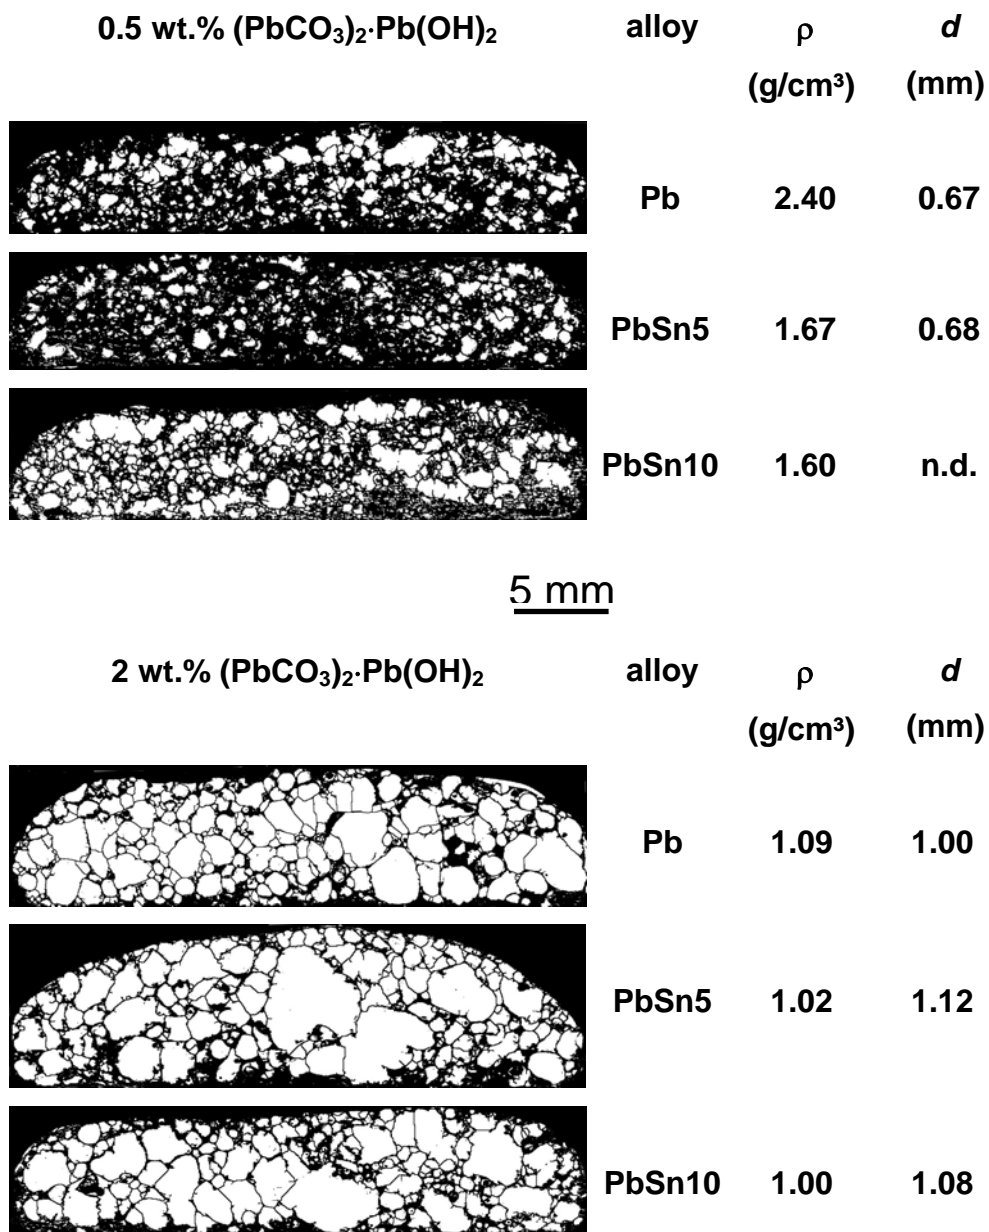 0.5 wt.% (PbCO₃)₂·Pb(OH)₂ alloy ρ d
(g/cm³) (mm)
Pb 2.40 0.67
PbSn5 1.67 0.68
PbSn10 1.60 n.d.
5 mm
2 wt.% (PbCO₃)₂·Pb(OH)₂ alloy ρ d
(g/cm³) (mm)
Pb 1.09 1.00
PbSn5 1.02 1.12
PbSn10 1.00 1.08